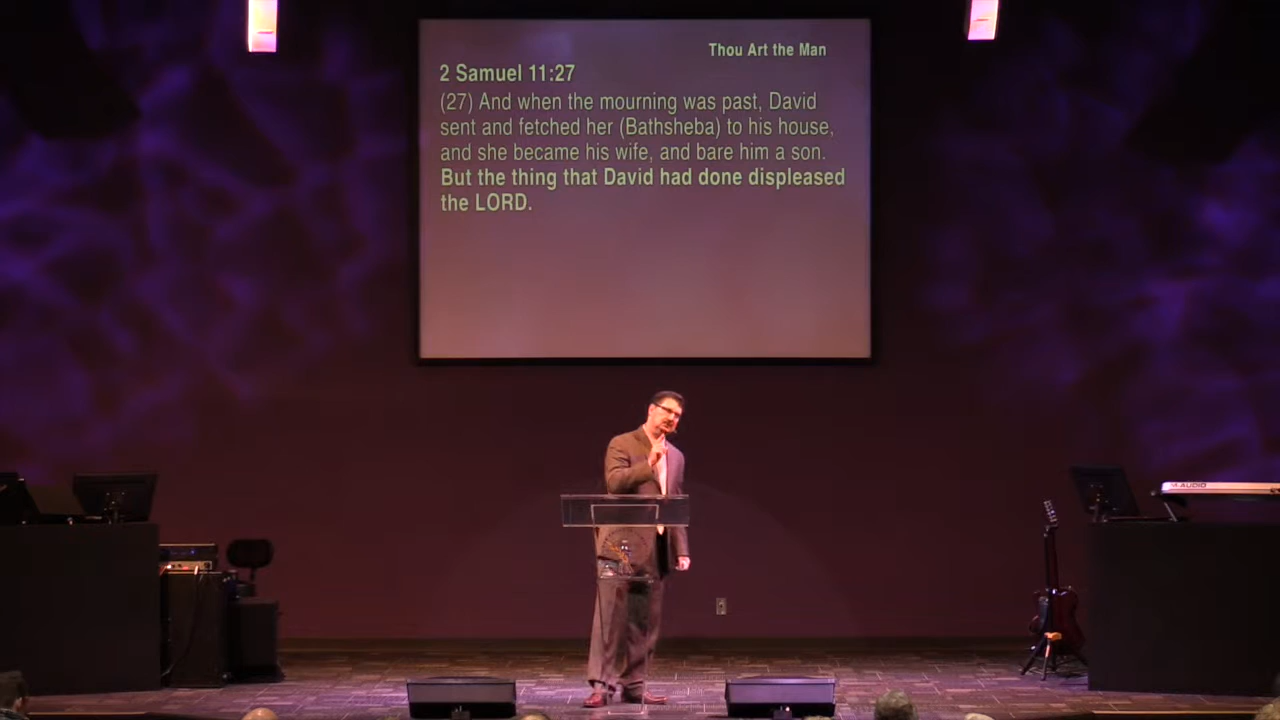 Thou Art the Man
2 Samuel 11:27
(27) And when the mourning was past, David
sent and fetched her (Bathsheba) to his house,
and she became his wife, and bare him a son.
But the thing that David had done displeased
the LORD.
M-AUDIO